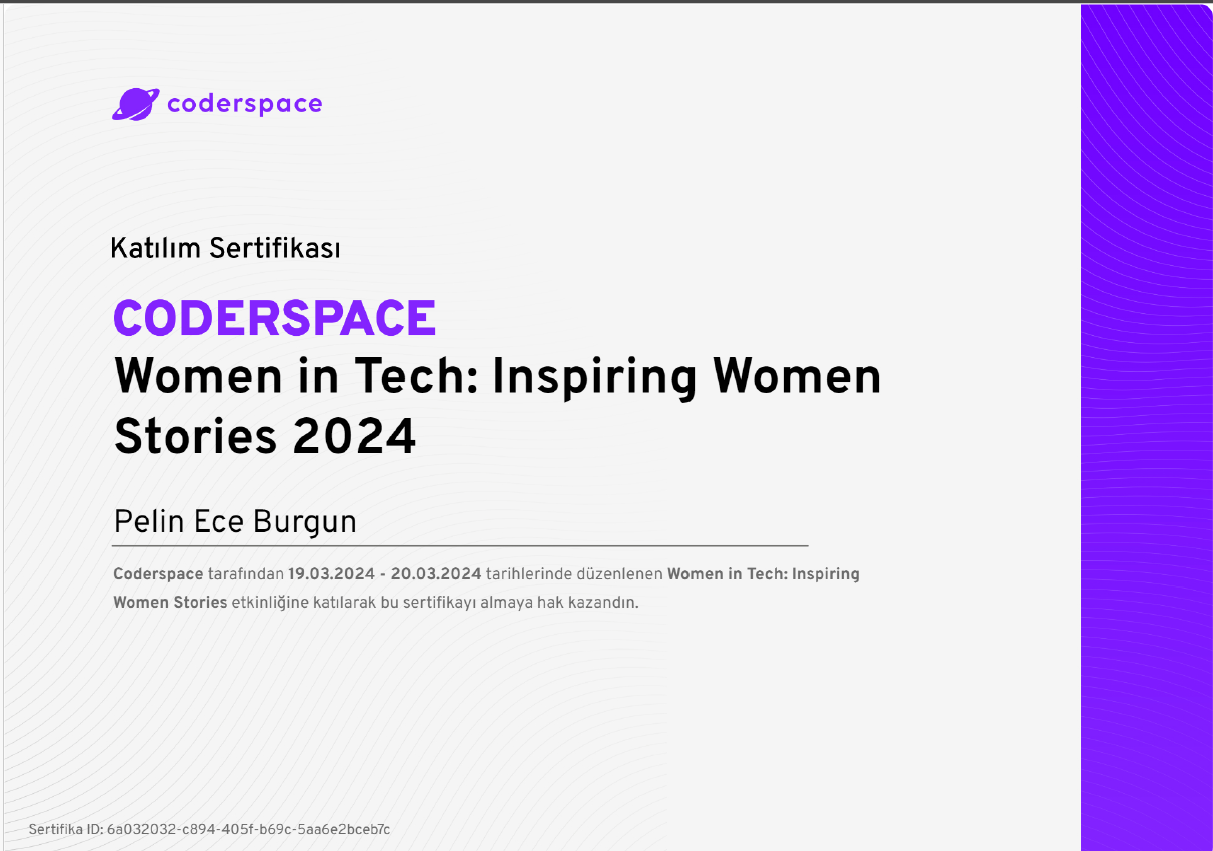 coderspace
Katılım Sertifikası
CODERSPACE
Women in Tech: Inspiring Women
Stories 2024
Pelin Ece Burgun
Coderspace tarafından 19.03.2024 - 20.03.2024 tarihlerinde düzenlenen Women in Tech: Inspiring
Women Stories etkinliğine katılarak bu sertifikayı almaya hak kazandın.
Sertifika ID: 6a032032-c894-405f-b69c-5aa6e2bceb7c